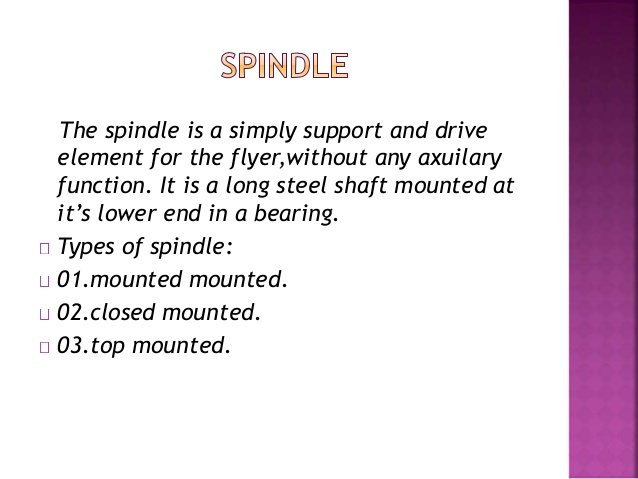 SPINDLE
The spindle is a simply support and drive
element for the flyer,without any axuilary
function. It is a long steel shaft mounted at
it’s lower end in a bearing.
Types of spindle:
01.mounted mounted.
02.closed mounted.
03.top mounted.